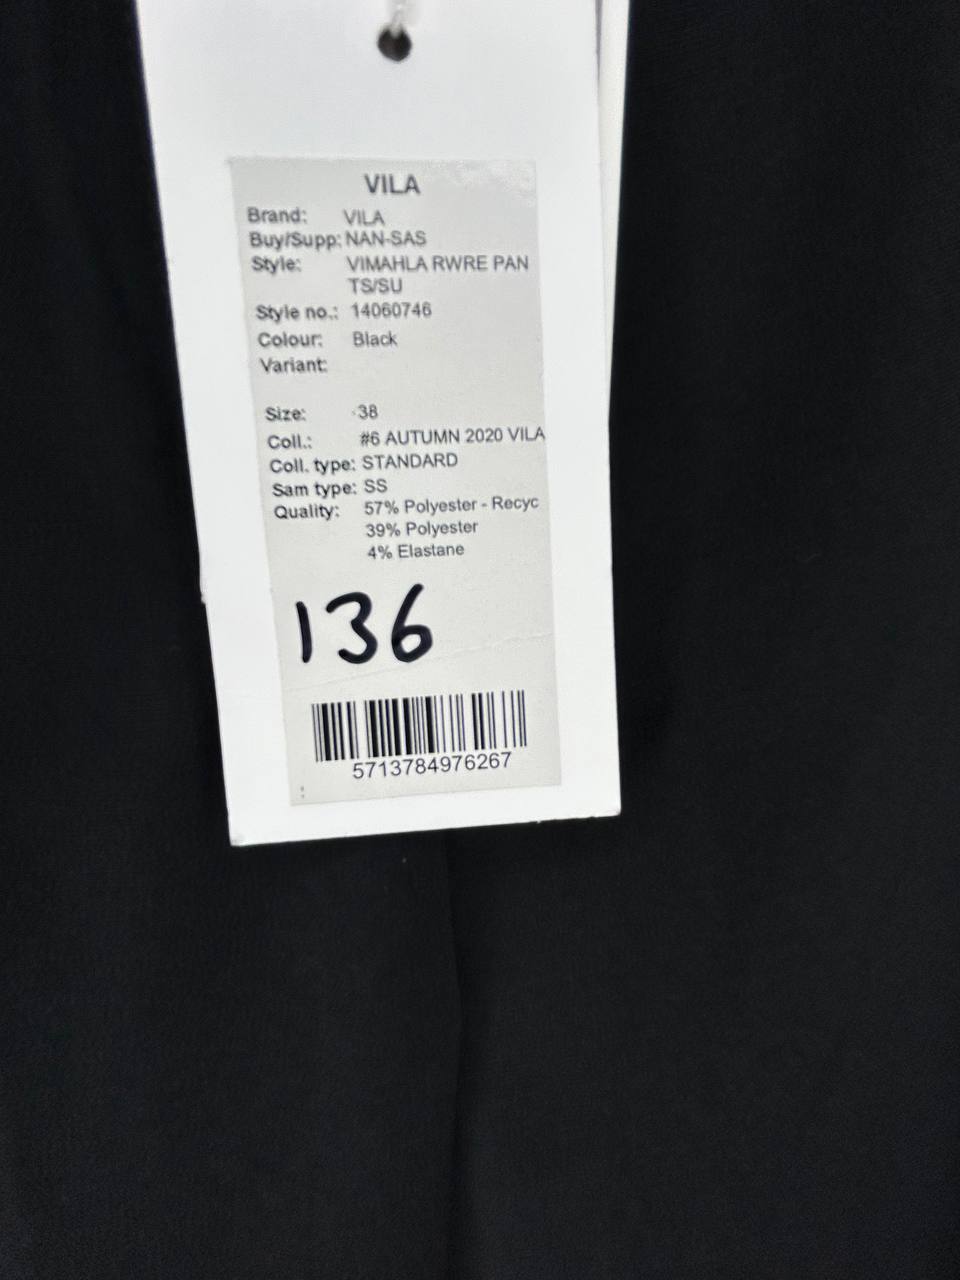 VILA
Brand: VILA
Buy/Supp: NAN-SAS
Style: VIMAHLA RWRE PAN
TS/SU
Style no.: 14060746
Colour: Black
Variant:
Size: 38
Coll.: #6 AUTUMN 2020 VILA
Coll. type: STANDARD
Sam type: SS
Quality: 57% Polyester - Recyc
39% Polyester
4% Elastane
136
5713784976267